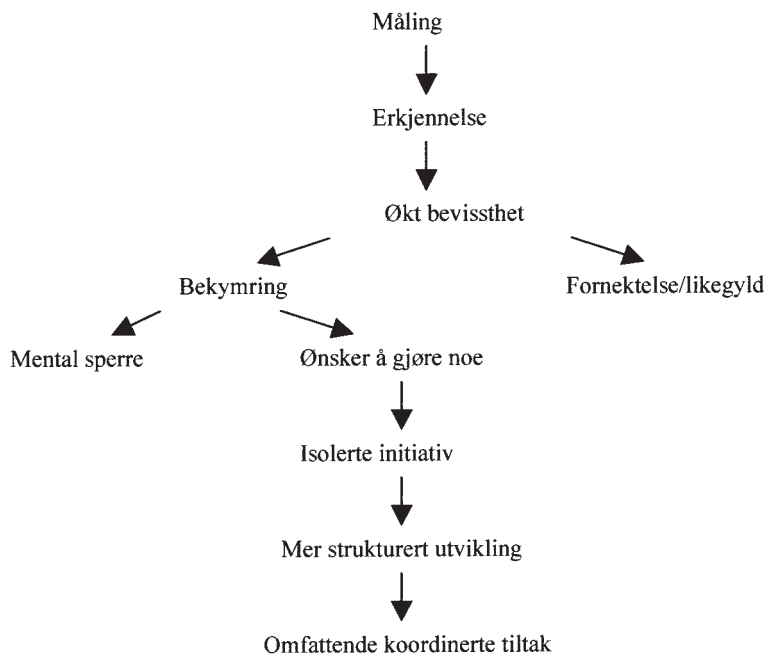 Måling
Erkjennelse
Økt bevissthet
Bekymring
Fornektelse/likegyld
Mental sperre
Ønsker å gjøre noe
Isolerte initiativ
Mer strukturert utvikling
Omfattende koordinerte tiltak